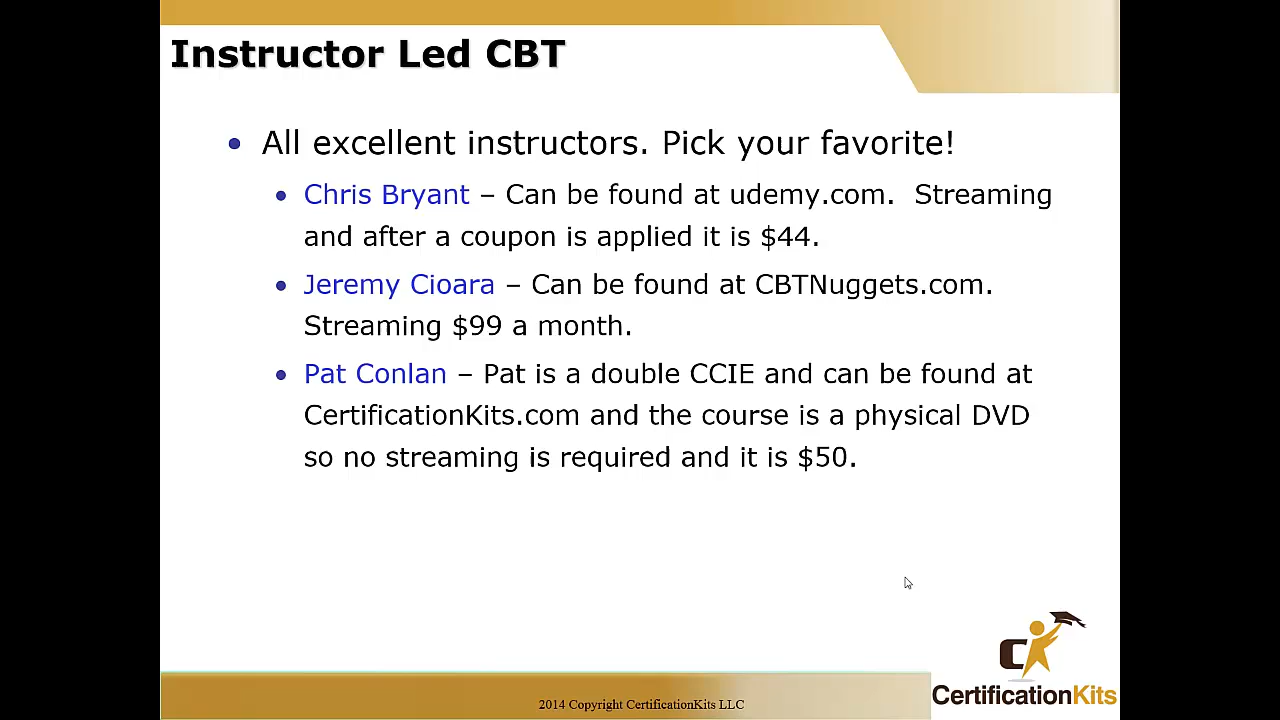 Instructor Led CBT
• All excellent instructors. Pick your favorite!
• Chris Bryant – Can be found at udemy.com.  Streaming
and after a coupon is applied it is $44.
• Jeremy Cioara – Can be found at CBTNuggets.com.
Streaming $99 a month.
• Pat Conlan – Pat is a double CCIE and can be found at
CertificationKits.com and the course is a physical DVD
so no streaming is required and it is $50.
CK
CertificationKits
2014 Copyright CertificationKits LLC